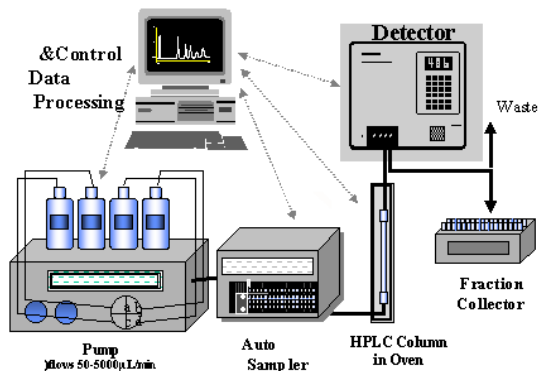 &Control
Data
Processing
Detector
486
Waste
a
b
c
d
Fraction
Collector
Pump
)flows 50-5000µL/min
Auto
Sampler
HPLC Column
in Oven